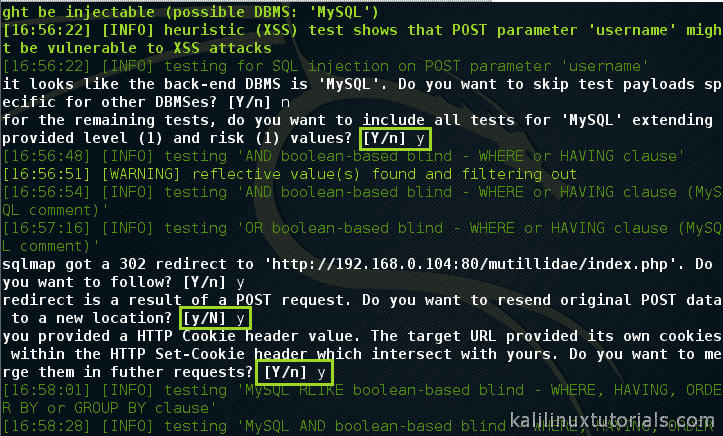 ght be injectable (possible DBMS: 'MySQL')
[16:56:22] [INFO] heuristic (XSS) test shows that POST parameter 'username' migh
t be vulnerable to XSS attacks
[16:56:22] [INFO] testing for SQL injection on POST parameter 'username'
it looks like the back-end DBMS is 'MySQL'. Do you want to skip test payloads sp
ecific for other DBMSes? [Y/n] n
for the remaining tests, do you want to include all tests for 'MySQL' extending
provided level (1) and risk (1) values? [Y/n] y
[16:56:48] [INFO] testing 'AND boolean-based blind - WHERE or HAVING clause'
[16:56:51] [WARNING] reflective value(s) found and filtering out
[16:56:54] [INFO] testing 'AND boolean-based blind - WHERE or HAVING clause (MyS
QL comment)'
[16:57:16] [INFO] testing 'OR boolean-based blind - WHERE or HAVING clause (MySQ
L comment)'
sqlmap got a 302 redirect to 'http://192.168.0.104:80/mutillidae/index.php'. Do
you want to follow? [Y/n] y
redirect is a result of a POST request. Do you want to resend original POST data
 to a new location? [y/N] y
you provided a HTTP Cookie header value. The target URL provided its own cookies
 within the HTTP Set-Cookie header which intersect with yours. Do you want to me
rge them in futher requests? [Y/n] y
[16:58:01] [INFO] testing 'MySQL RLIKE boolean-based blind - WHERE, HAVING, ORDE
R BY or GROUP BY clause'
[16:58:28] [INFO] testing 'MySQL AND boolean-based blind - WHERE, HAVING, ORDER
kalilinuxtutorials.com